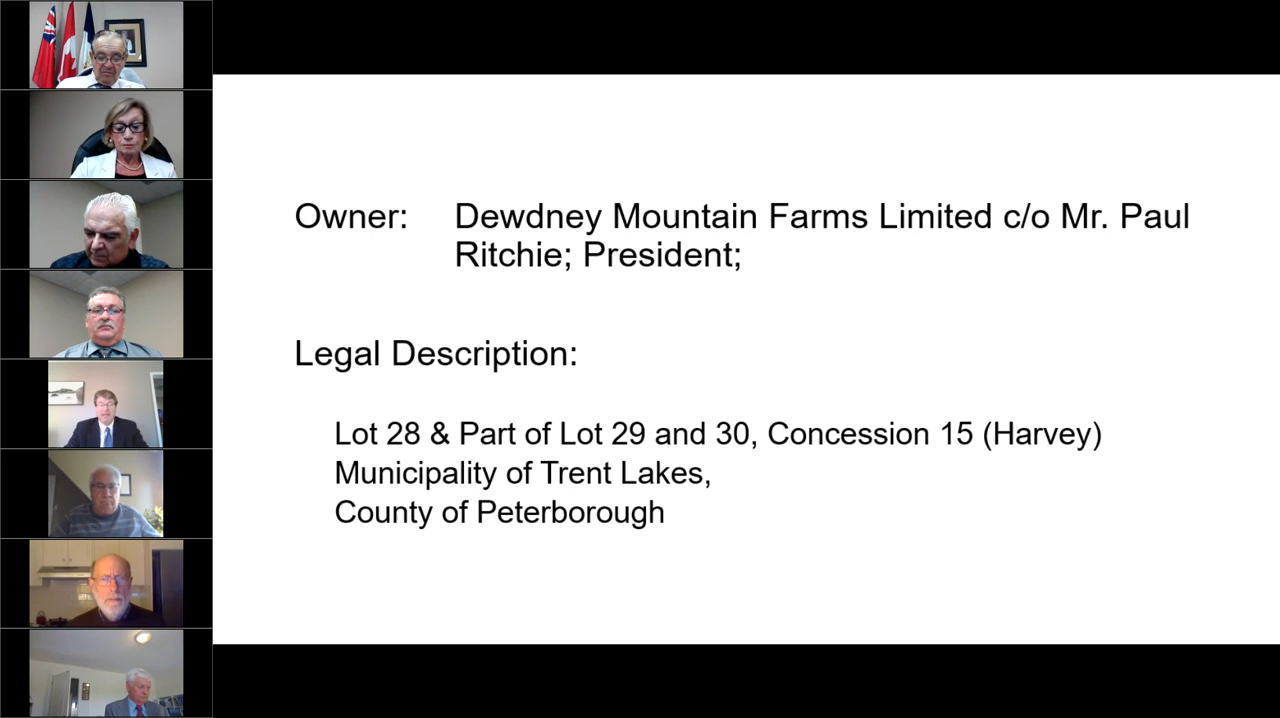 Owner: Dewdney Mountain Farms Limited c/o Mr. Paul
Ritchie; President;
Legal Description:
Lot 28 & Part of Lot 29 and 30, Concession 15 (Harvey)
Municipality of Trent Lakes,
County of Peterborough